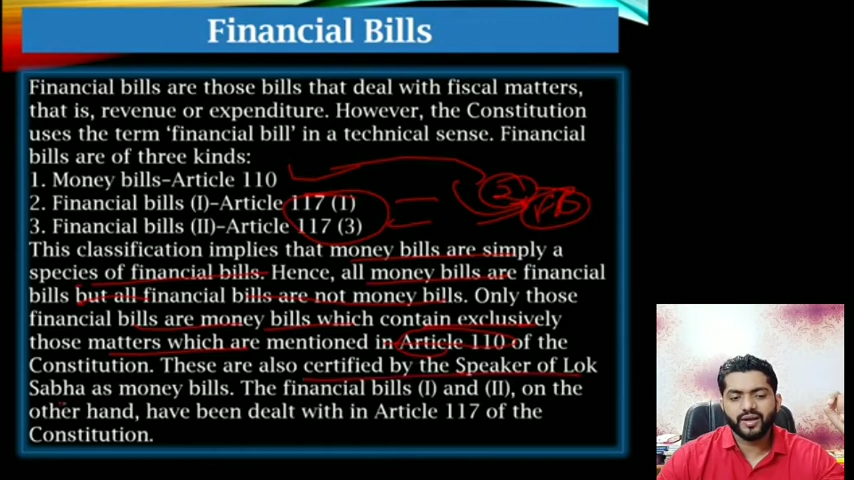 Financial Bills
Financial bills are those bills that deal with fiscal matters,
that is, revenue or expenditure. However, the Constitution
uses the term ‘financial bill’ in a technical sense. Financial
bills are of three kinds:
1. Money bills–Article 110
2. Financial bills (I)–Article 117 (1)
3. Financial bills (II)–Article 117 (3)
This classification implies that money bills are simply a
species of financial bills. Hence, all money bills are financial
bills but all financial bills are not money bills. Only those
financial bills are money bills which contain exclusively
those matters which are mentioned in Article 110 of the
Constitution. These are also certified by the Speaker of Lok
Sabha as money bills. The financial bills (I) and (II), on the
other hand, have been dealt with in Article 117 of the
Constitution.